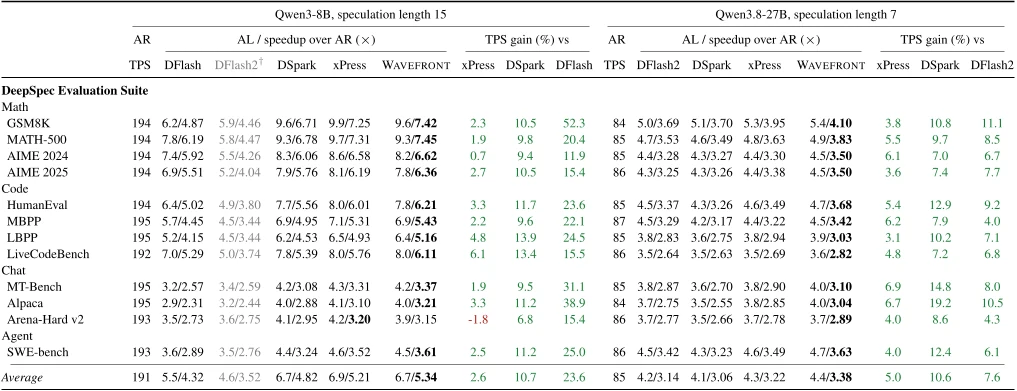 Qwen3-8B, speculation length 15 Qwen3.8-27B, speculation length 7
AR AL / speedup over AR (×) TPS gain (%) vs AR AL / speedup over AR (×) TPS gain (%) vs
TPS DFlash DFlash2† DSpark xPress WAVEFRONT xPress DSpark DFlash TPS DFlash2 DSpark xPress WAVEFRONT xPress DSpark DFlash2
DeepSpec Evaluation Suite
Math
GSM8K 194 6.2/4.87 5.9/4.46 9.6/6.71 9.9/7.25 9.6/7.42 2.3 10.5 52.3 84 5.0/3.69 5.1/3.70 5.3/3.95 5.4/4.10 3.8 10.8 11.1
MATH-500 194 7.8/6.19 5.8/4.47 9.3/6.78 9.7/7.31 9.3/7.45 1.9 9.8 20.4 85 4.7/3.53 4.6/3.49 4.8/3.63 4.9/3.83 5.5 9.7 8.5
AIME 2024 194 7.4/5.92 5.5/4.26 8.3/6.06 8.6/6.58 8.2/6.62 0.7 9.4 11.9 85 4.4/3.28 4.3/3.27 4.4/3.30 4.5/3.50 6.1 7.0 6.7
AIME 2025 194 6.9/5.51 5.2/4.04 7.9/5.76 8.1/6.19 7.8/6.36 2.7 10.5 15.4 86 4.3/3.25 4.3/3.26 4.4/3.38 4.5/3.50 3.6 7.4 7.7
Code
HumanEval 194 6.4/5.02 4.9/3.80 7.7/5.56 8.0/6.01 7.8/6.21 3.3 11.7 23.6 85 4.5/3.37 4.3/3.26 4.6/3.49 4.7/3.68 5.4 12.9 9.2
MBPP 195 5.7/4.45 4.5/3.44 6.9/4.95 7.1/5.31 6.9/5.43 2.2 9.6 22.1 87 4.5/3.29 4.2/3.17 4.4/3.22 4.5/3.42 6.2 7.9 4.0
LBPP 195 5.2/4.15 4.5/3.44 6.2/4.53 6.5/4.93 6.4/5.16 4.8 13.9 24.5 85 3.8/2.83 3.6/2.75 3.8/2.94 3.9/3.03 3.1 10.2 7.1
LiveCodeBench 192 7.0/5.29 5.0/3.74 7.8/5.39 8.0/5.76 8.0/6.11 6.1 13.4 15.5 86 3.5/2.64 3.5/2.63 3.5/2.69 3.6/2.82 4.8 7.2 6.8
Chat
MT-Bench 195 3.2/2.57 3.4/2.59 4.2/3.08 4.3/3.31 4.2/3.37 1.9 9.5 31.1 85 3.8/2.87 3.6/2.70 3.8/2.90 4.0/3.10 6.9 14.8 8.0
Alpaca 195 2.9/2.31 3.2/2.44 4.0/2.88 4.1/3.10 4.0/3.21 3.3 11.2 38.9 84 3.7/2.75 3.5/2.55 3.8/2.85 4.0/3.04 6.7 19.2 10.5
Arena-Hard v2 193 3.5/2.73 3.6/2.75 4.1/2.95 4.2/3.20 3.9/3.15 -1.8 6.8 15.4 86 3.7/2.77 3.5/2.66 3.7/2.78 3.7/2.89 4.0 8.6 4.3
Agent
SWE-bench 193 3.6/2.89 3.5/2.76 4.4/3.24 4.6/3.52 4.5/3.61 2.5 11.2 25.0 86 4.5/3.42 4.3/3.23 4.6/3.49 4.7/3.63 4.0 12.4 6.1
Average 191 5.5/4.32 4.6/3.52 6.7/4.82 6.9/5.21 6.7/5.34 2.6 10.7 23.6 85 4.2/3.14 4.1/3.06 4.3/3.22 4.4/3.38 5.0 10.6 7.6